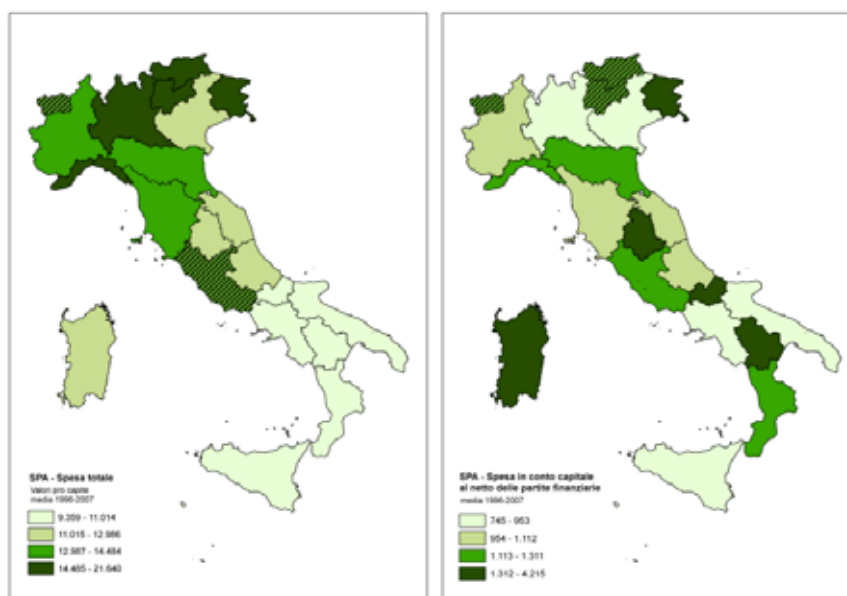 SPA - Spesa totale
Valori pro capite
media 1996-2007
9.359 - 11.014
11.015 - 12.986
12.987 - 14.484
14.485 - 21.640
SPA - Spesa in conto capitale
al netto delle partite finanziarie
media 1996-2007
745 - 953
954 - 1.112
1.113 - 1.311
1.312 - 4.215